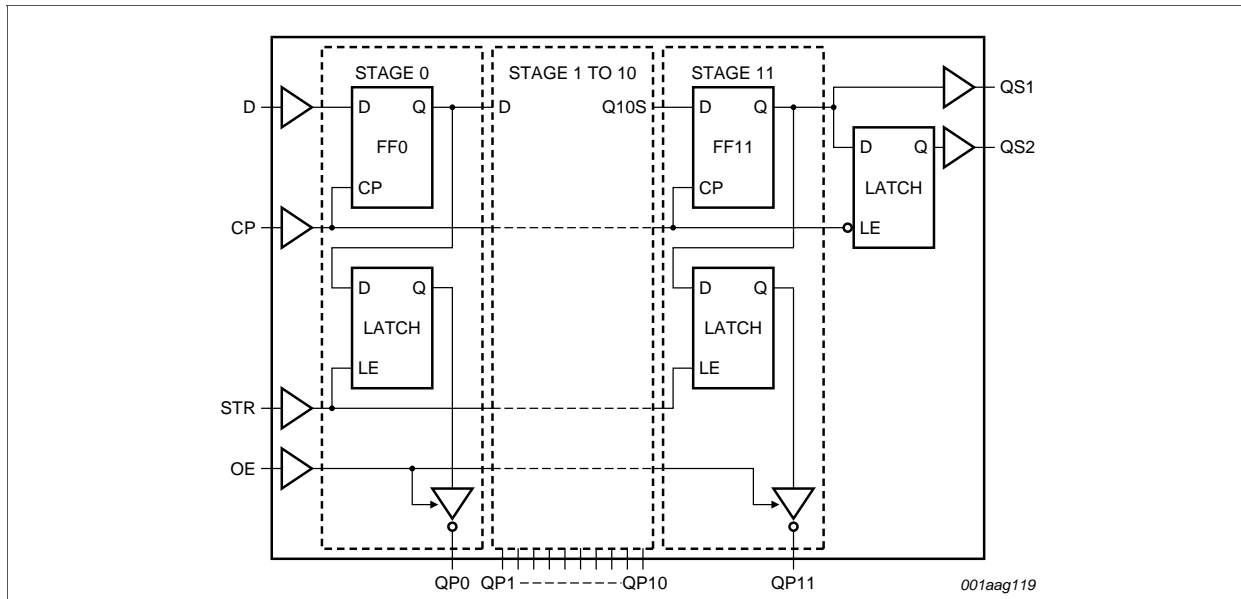 STAGE 0
STAGE 1 TO 10
STAGE 11
D
D Q
D
Q10S
D Q
QS1
FF0
FF11
D Q
QS2
LATCH
CP
CP
CP
LE
D Q
D Q
LATCH
LATCH
LE
LE
STR
OE
QP0
QP1
QP10
QP11
001aag119